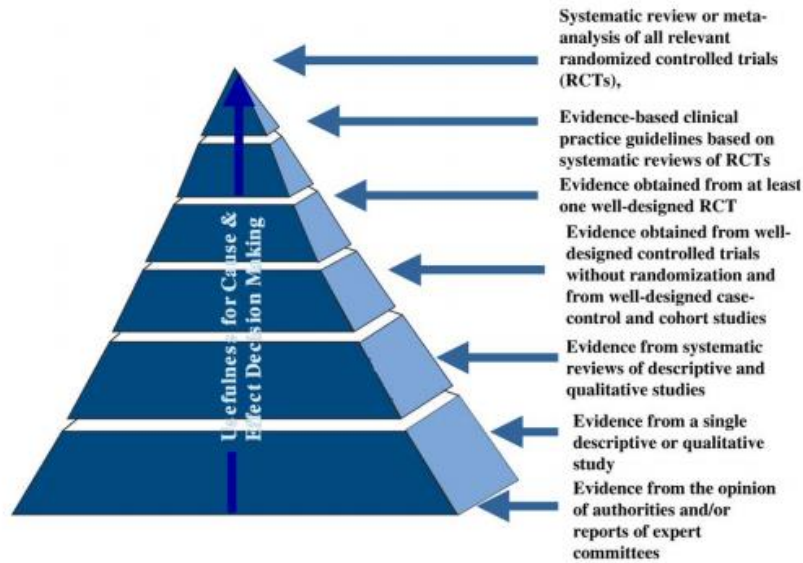 Systematic review or meta-
analysis of all relevant
randomized controlled trials
(RCTs),
Evidence-based clinical
practice guidelines based on
systematic reviews of RCTs
Evidence obtained from at least
one well-designed RCT
Evidence obtained from well-
designed controlled trials
without randomization and
from well-designed case-
control and cohort studies
Evidence from systematic
reviews of descriptive and
qualitative studies
Evidence from a single
descriptive or qualitative
study
Evidence from the opinion
of authorities and/or
reports of expert
committees
Usefulness for Cause &
Effect Decision Making